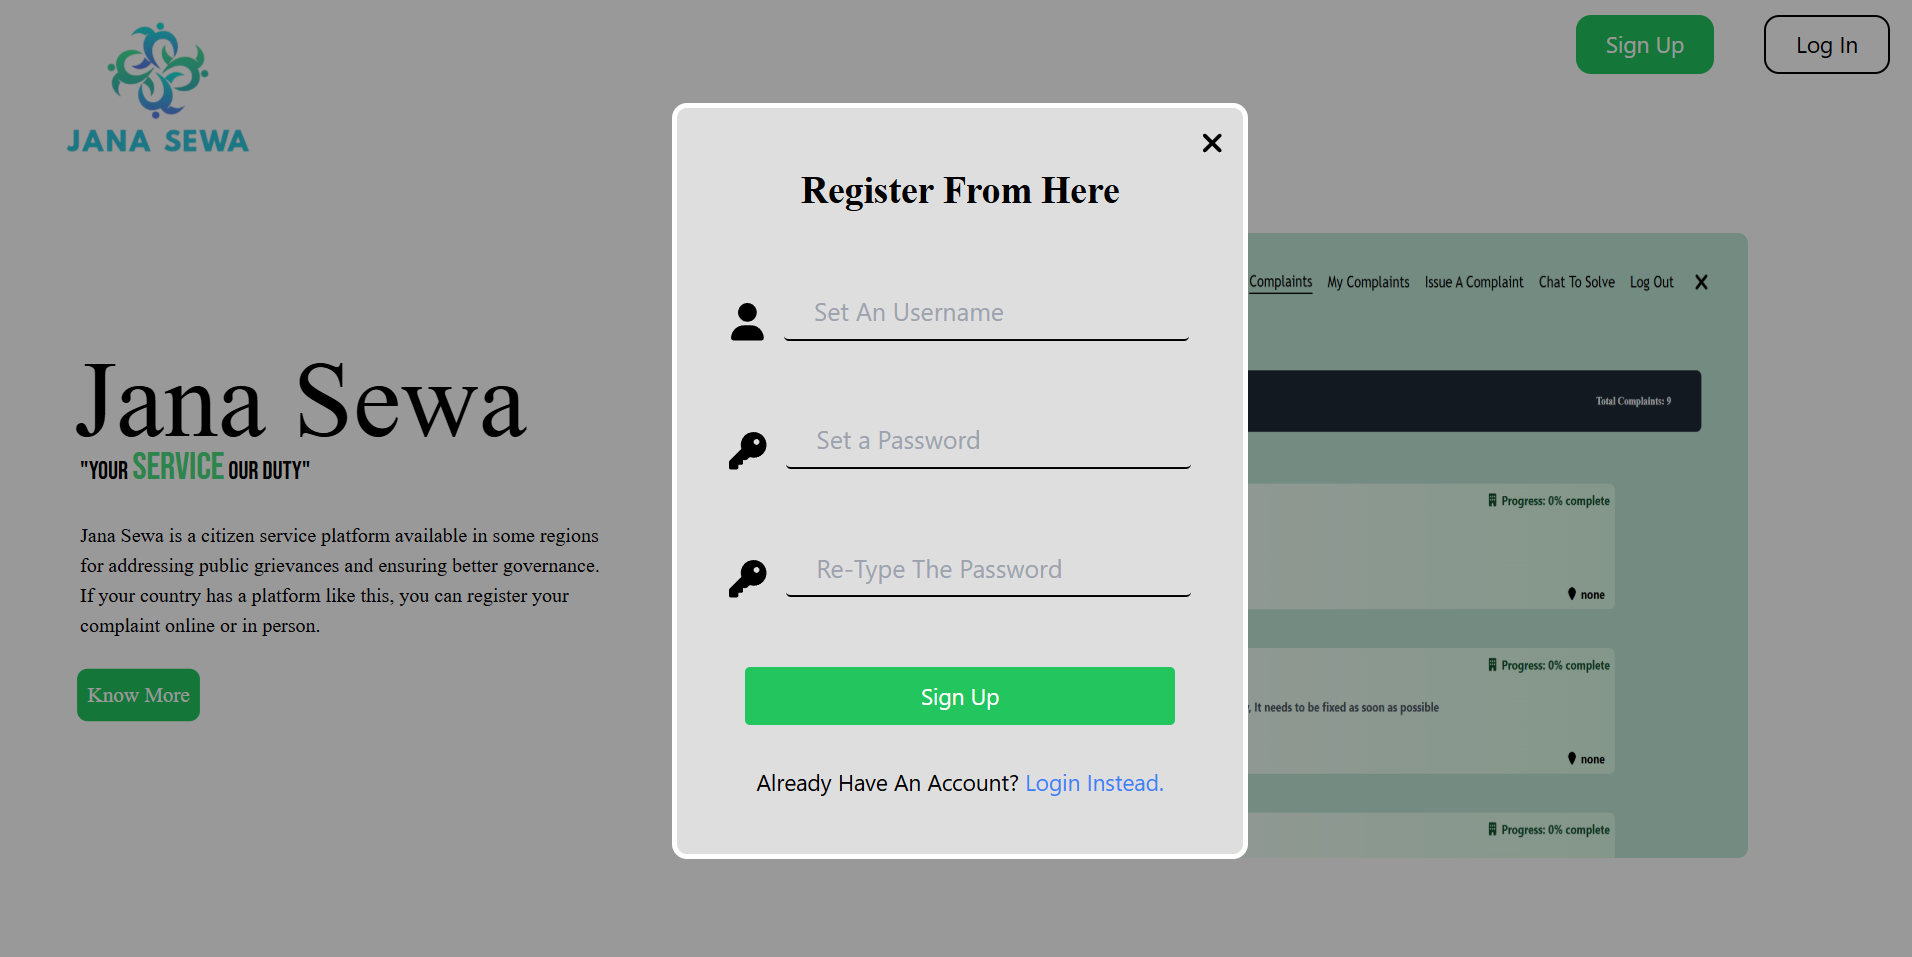 JANA SEWA
Sign Up
Log In
Register From Here
Set An Username
Set a Password
Re-Type The Password
Sign Up
Already Have An Account? Login Instead.
Jana Sewa
"YOUR SERVICE OUR DUTY"
Jana Sewa is a citizen service platform available in some regions
for addressing public grievances and ensuring better governance.
If your country has a platform like this, you can register your
complaint online or in person.
Know More
Complaints My Complaints Issue A Complaint Chat To Solve Log Out
Total Complaints: 9
Progress: 0% complete
none
Progress: 0% complete
, It needs to be fixed as soon as possible
none
Progress: 0% complete